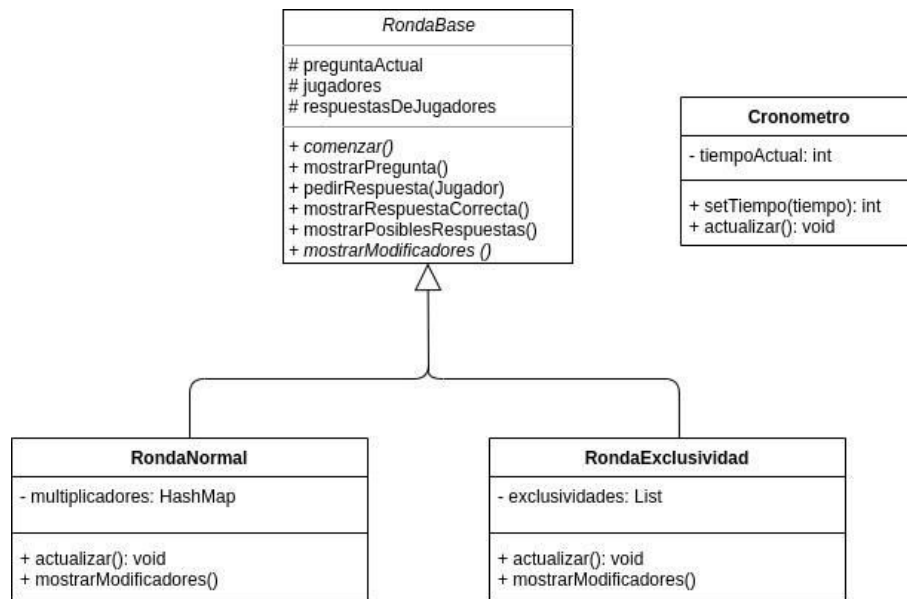 RondaBase
# preguntaActual
# jugadores
# respuestasDeJugadores
+ comenzar()
+ mostrarPregunta()
+ pedirRespuesta(Jugador)
+ mostrarRespuestaCorrecta()
+ mostrarPosiblesRespuestas()
+ mostrarModificadores ()
Cronometro
- tiempoActual: int
+ setTiempo(tiempo): int
+ actualizar(): void
RondaNormal
- multiplicadores: HashMap
+ actualizar(): void
+ mostrarModificadores()
RondaExclusividad
- exclusividades: List
+ actualizar(): void
+ mostrarModificadores()